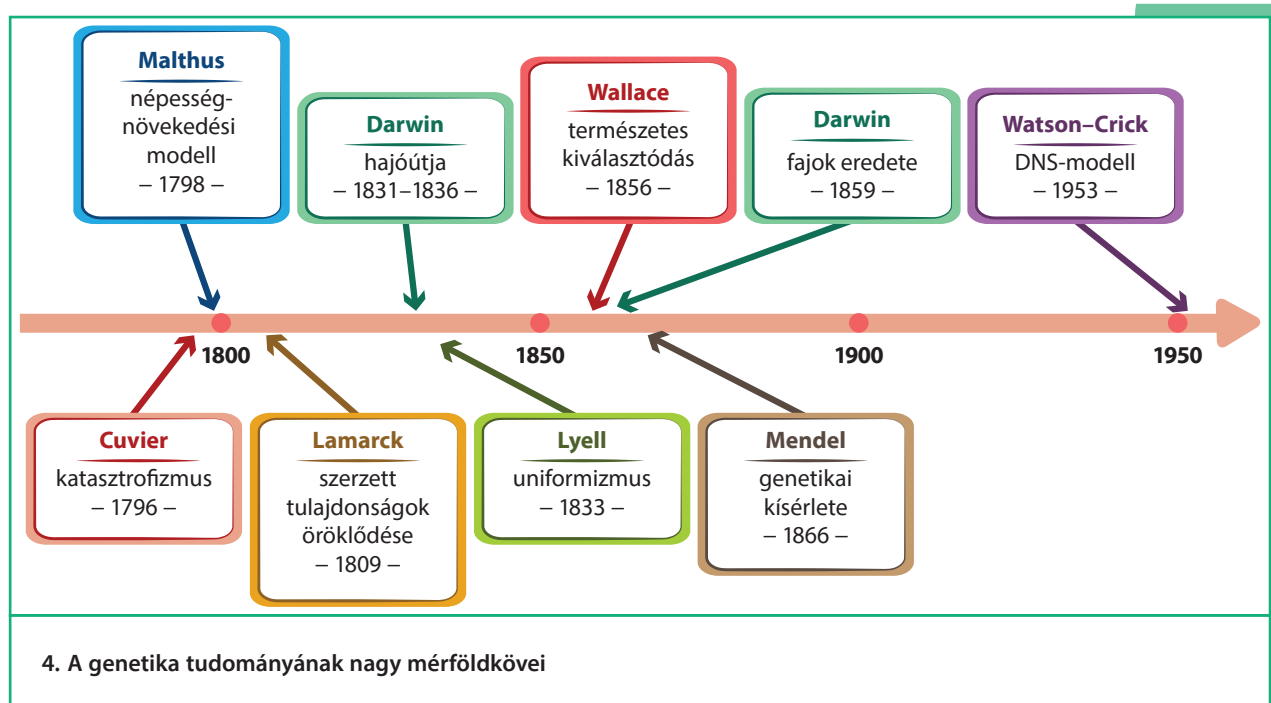 Malthus
népesség-
növekedési
modell
– 1798 –
Darwin
hajóútja
– 1831–1836 –
Wallace
természetes
kiválasztódás
– 1856 –
Darwin
fajok eredete
– 1859 –
Watson–Crick
DNS-modell
– 1953 –
1800
1850
1900
1950
Cuvier
katasztrofizmus
– 1796 –
Lamarck
szerzett
tulajdonságok
öröklődése
– 1809 –
Lyell
uniformizmus
– 1833 –
Mendel
genetikai
kísérlete
– 1866 –
4. A genetika tudományának nagy mérföldkövei